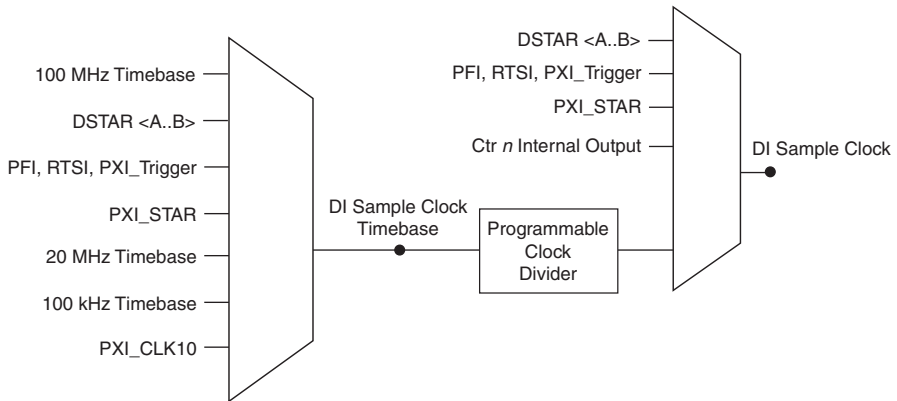 100 MHz Timebase
DSTAR <A..B>
PFI, RTSI, PXI_Trigger
PXI_STAR
20 MHz Timebase
100 kHz Timebase
PXI_CLK10
DI Sample Clock
Timebase
Programmable
Clock
Divider
DSTAR <A..B>
PFI, RTSI, PXI_Trigger
PXI_STAR
Ctr n Internal Output
DI Sample Clock